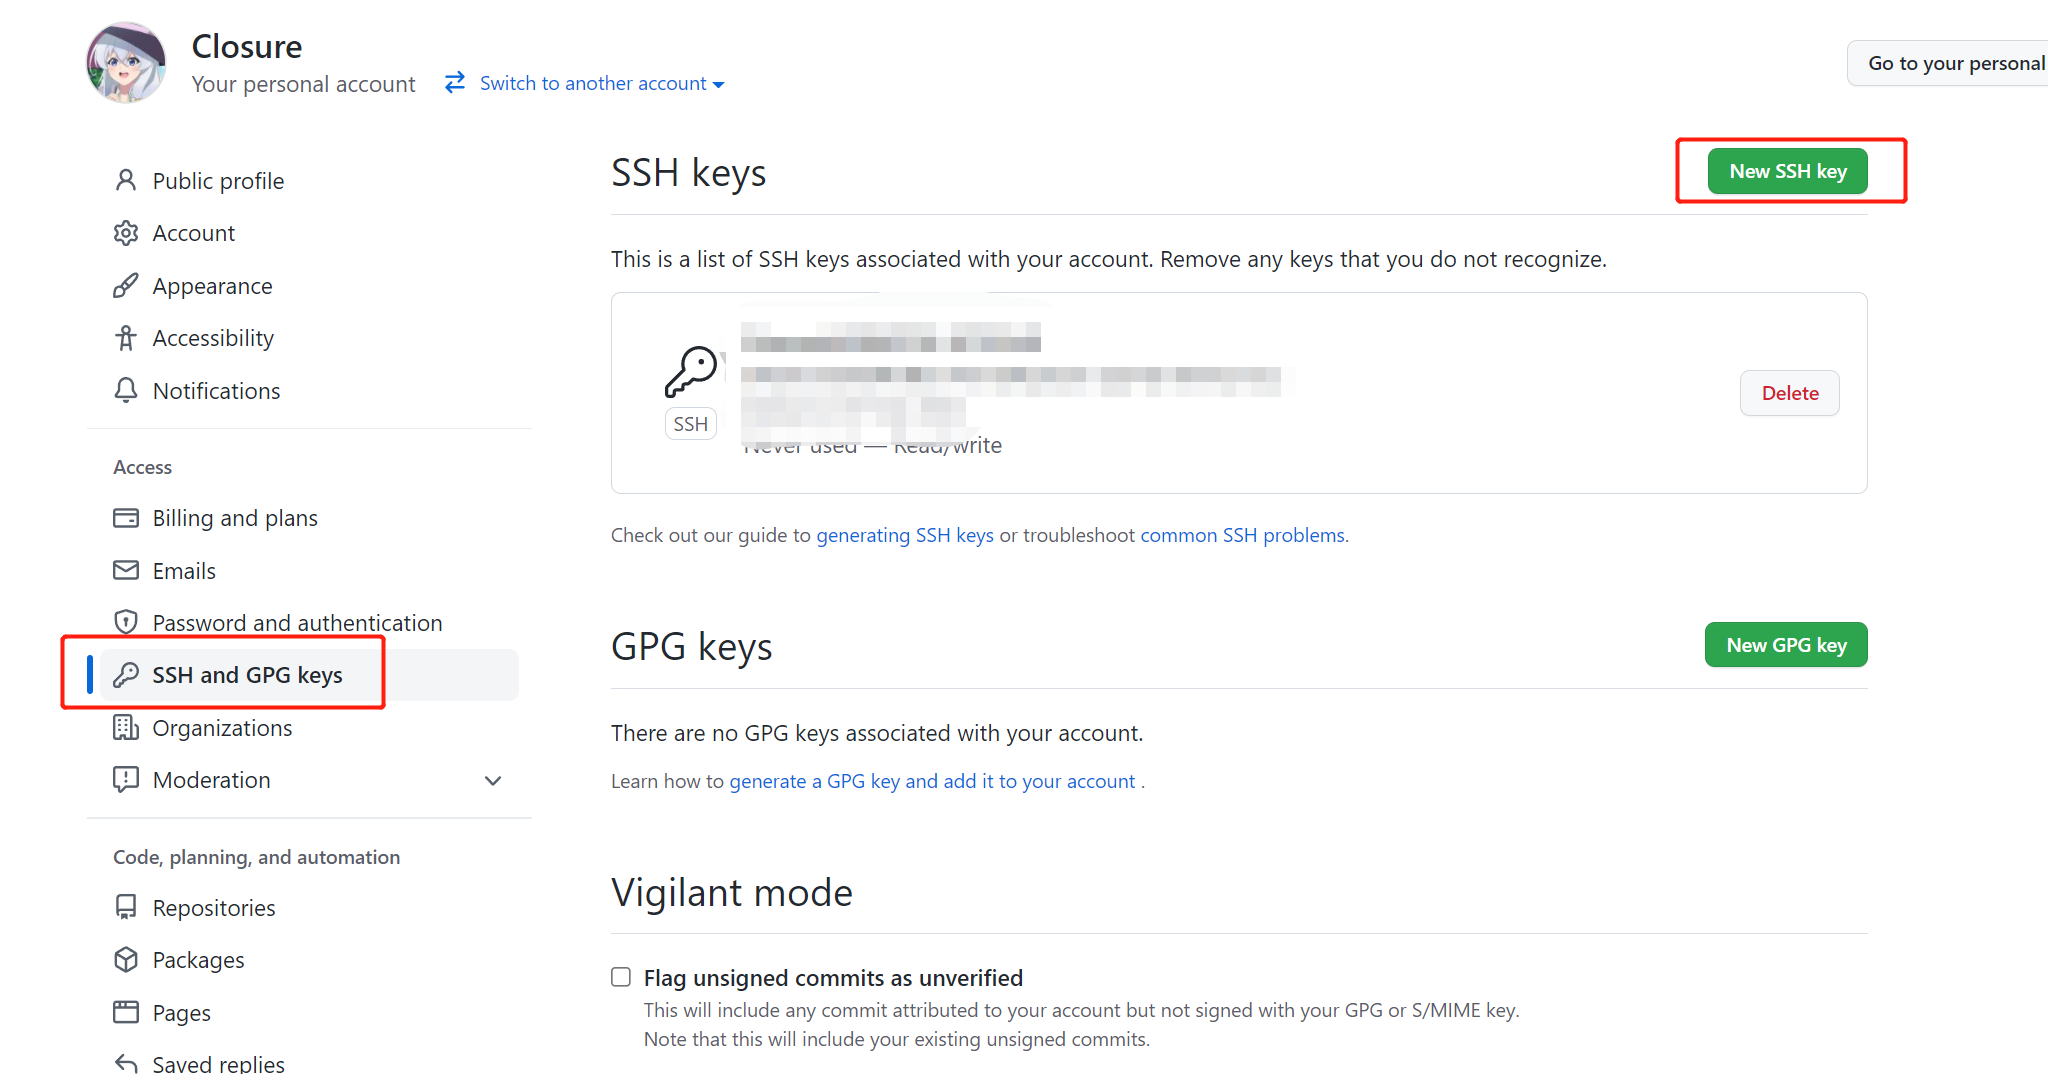 Closure
Your personal account
Switch to another account
Go to your personal
Public profile
Account
Appearance
Accessibility
Notifications
Access
Billing and plans
Emails
Password and authentication
SSH and GPG keys
Organizations
Moderation
Code, planning, and automation
Repositories
Packages
Pages
Saved replies
SSH keys
New SSH key
This is a list of SSH keys associated with your account. Remove any keys that you do not recognize.
SSH
Never used — Read/write
Delete
Check out our guide to generating SSH keys or troubleshoot common SSH problems.
GPG keys
New GPG key
There are no GPG keys associated with your account.
Learn how to generate a GPG key and add it to your account .
Vigilant mode
Flag unsigned commits as unverified
This will include any commit attributed to your account but not signed with your GPG or S/MIME key.
Note that this will include your existing unsigned commits.